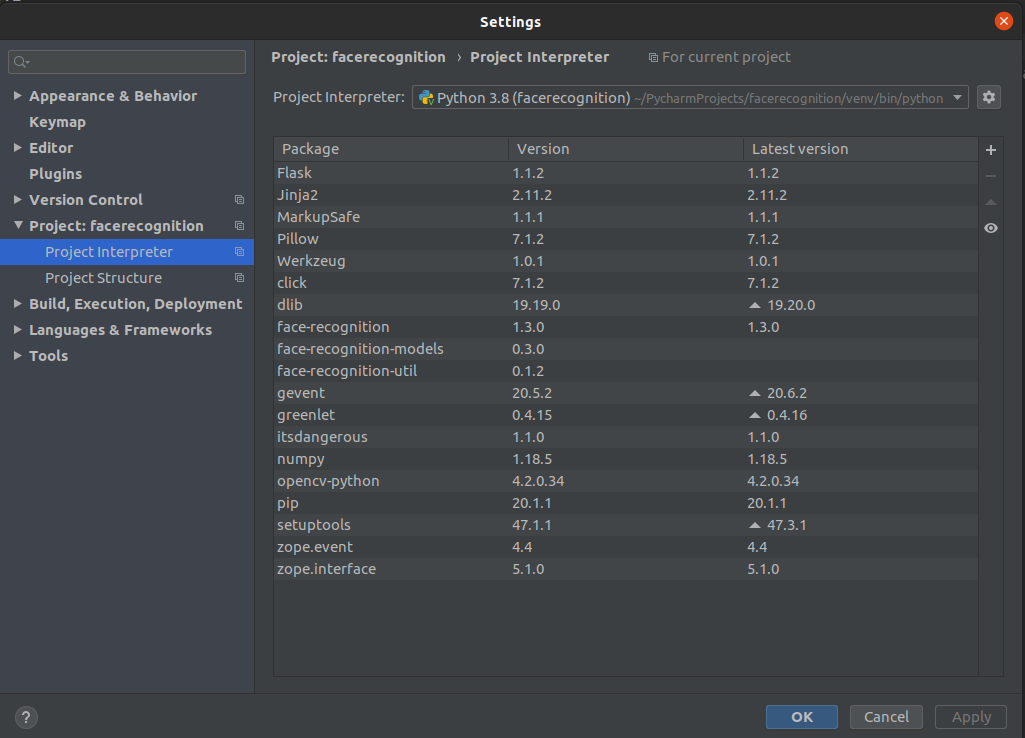 Settings
Project: facerecognition › Project Interpreter For current project
Project Interpreter: Python 3.8 (facerecognition) ~/PycharmProjects/facerecognition/venv/bin/python
Appearance & Behavior
Keymap
Editor
Plugins
Version Control
Project: facerecognition
Project Interpreter
Project Structure
Build, Execution, Deployment
Languages & Frameworks
Tools
Package Version Latest version
Flask 1.1.2 1.1.2
Jinja2 2.11.2 2.11.2
MarkupSafe 1.1.1 1.1.1
Pillow 7.1.2 7.1.2
Werkzeug 1.0.1 1.0.1
click 7.1.2 7.1.2
dlib 19.19.0 19.20.0
face-recognition 1.3.0 1.3.0
face-recognition-models 0.3.0
face-recognition-util 0.1.2
gevent 20.5.2 20.6.2
greenlet 0.4.15 0.4.16
itsdangerous 1.1.0 1.1.0
numpy 1.18.5 1.18.5
opencv-python 4.2.0.34 4.2.0.34
pip 20.1.1 20.1.1
setuptools 47.1.1 47.3.1
zope.event 4.4 4.4
zope.interface 5.1.0 5.1.0
? OK Cancel Apply